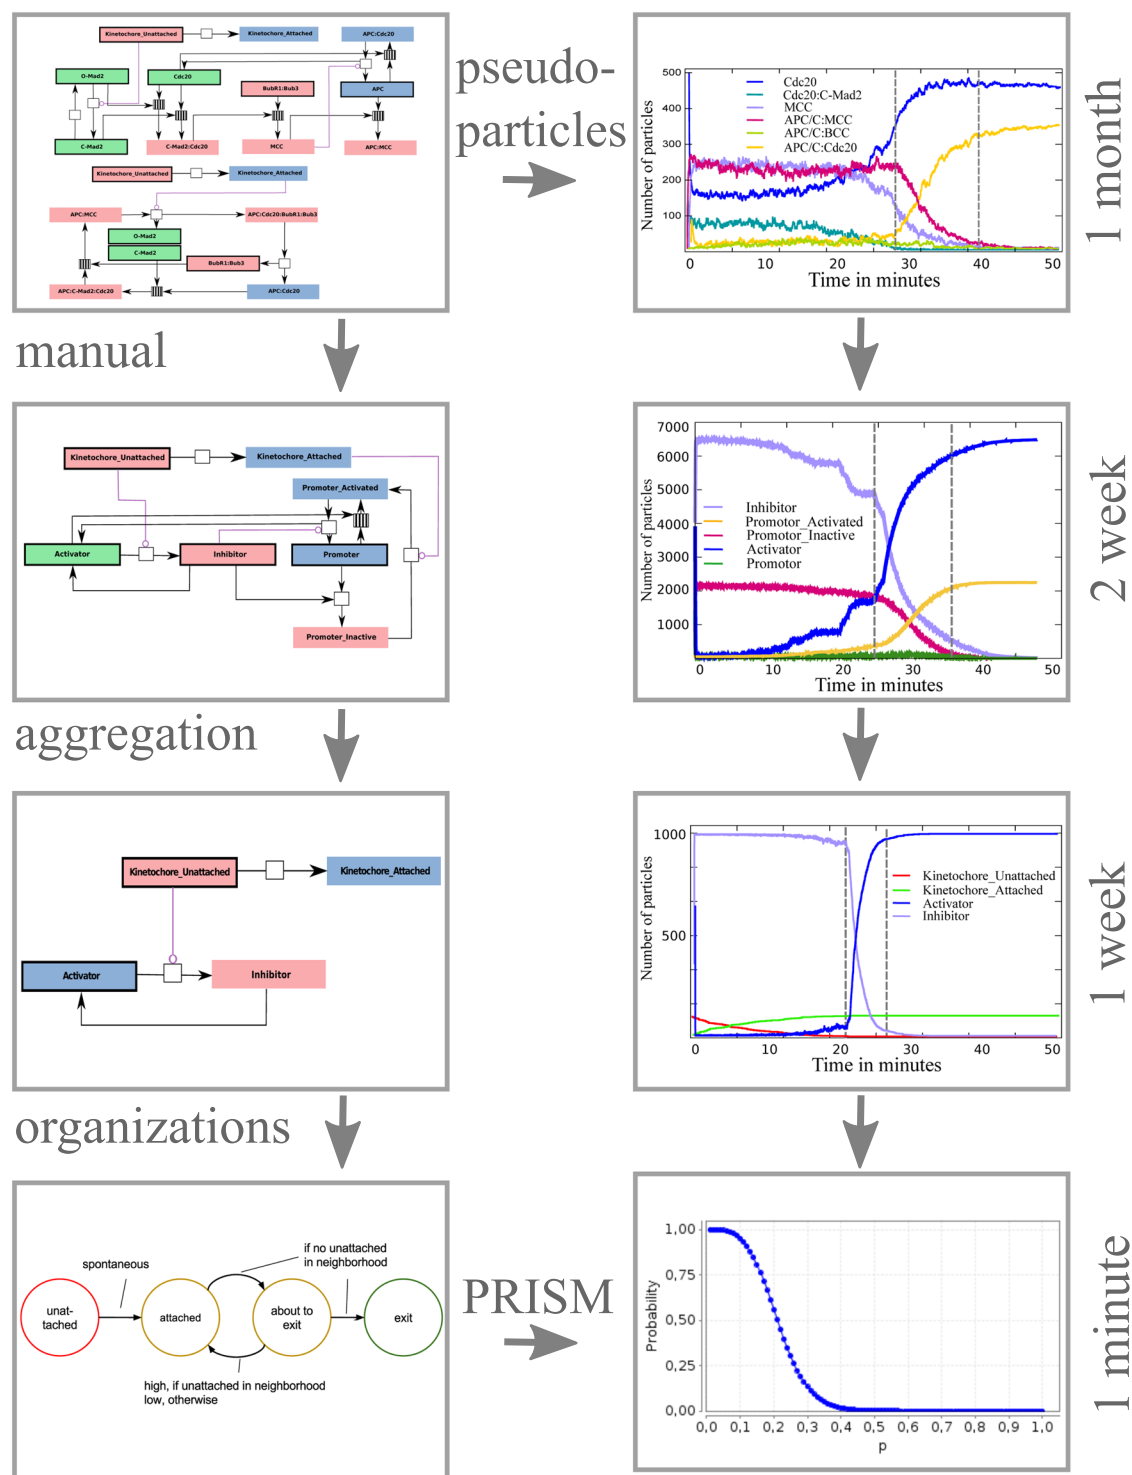 Kinetochore_Unattached
Kinetochore_Attached
APC:Cdc20
O-Mad2
Cdc20
BubR1:Bub3
APC
C-Mad2
C-Mad2:Cdc20
MCC
APC:MCC
Kinetochore_Unattached
Kinetochore_Attached
APC:MCC
APC:Cdc20:BubR1:Bub3
O-Mad2
C-Mad2
BubR1:Bub3
APC:C-Mad2:Cdc20
APC:Cdc20
pseudo-
particles
500
400
300
200
100
Number of particles
Cdc20
Cdc20:C-Mad2
MCC
APC/C:MCC
APC/C:BCC
APC/C:Cdc20
0 10 20 30 40 50
Time in minutes
1 month
manual
Kinetochore_Unattached
Kinetochore_Attached
Promoter_Activated
Activator
Inhibitor
Promoter
Promoter_Inactive
7000
6000
5000
4000
3000
2000
1000
Number of particles
Inhibitor
Promotor_Activated
Promotor_Inactive
Activator
Promotor
0 10 20 30 40 50
Time in minutes
2 week
aggregation
Kinetochore_Unattached
Kinetochore_Attached
Activator
Inhibitor
1000
500
Number of particles
Kinetochore_Unattached
Kinetochore_Attached
Activator
Inhibitor
0 10 20 30 40 50
Time in minutes
1 week
organizations
spontaneous
if no unattached
in neighborhood
unat-
tached
attached
about to
exit
exit
high, if unattached in neighborhood
low, otherwise
PRISM
1,00
0,75
0,50
0,25
0,00
Probability
0,0 0,1 0,2 0,3 0,4 0,5 0,6 0,7 0,8 0,9 1,0
p
1 minute